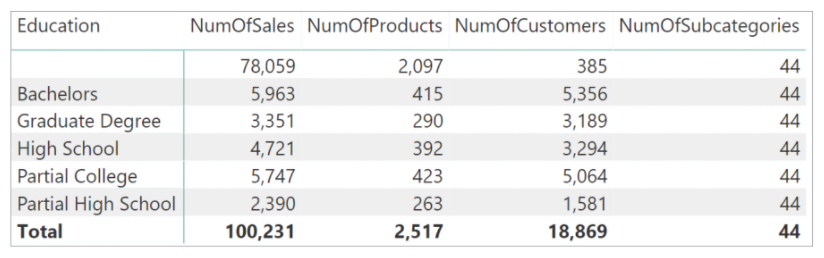 Education NumOfSales NumOfProducts NumOfCustomers NumOfSubcategories
78,059 2,097 385 44
Bachelors 5,963 415 5,356 44
Graduate Degree 3,351 290 3,189 44
High School 4,721 392 3,294 44
Partial College 5,747 423 5,064 44
Partial High School 2,390 263 1,581 44
Total 100,231 2,517 18,869 44